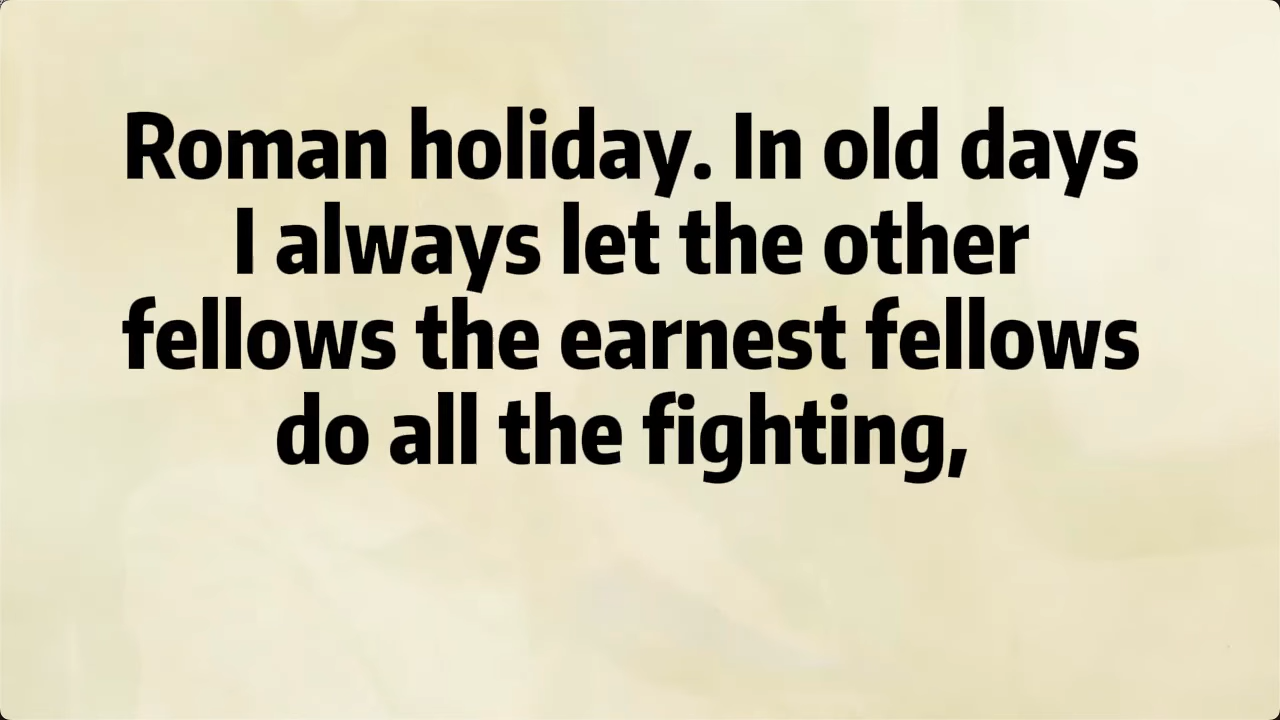 Roman holiday. In old days
I always let the other
fellows the earnest fellows
do all the fighting,